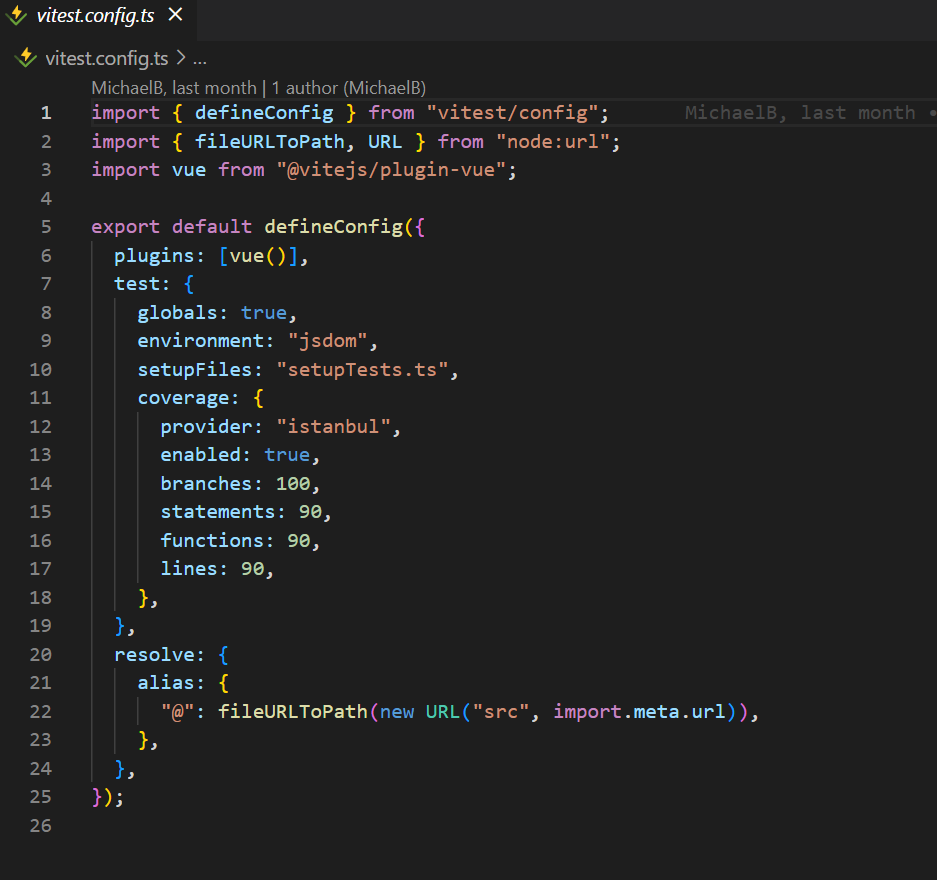 vitest.config.ts ×
vitest.config.ts > ...
MichaelB, last month | 1 author (MichaelB)
1 import { defineConfig } from "vitest/config"; MichaelB, last month •
2 import { fileURLToPath, URL } from "node:url";
3 import vue from "@vitejs/plugin-vue";
4
5 export default defineConfig({
6   plugins: [vue()],
7   test: {
8     globals: true,
9     environment: "jsdom",
10     setupFiles: "setupTests.ts",
11     coverage: {
12       provider: "istanbul",
13       enabled: true,
14       branches: 100,
15       statements: 90,
16       functions: 90,
17       lines: 90,
18     },
19   },
20   resolve: {
21     alias: {
22       "@": fileURLToPath(new URL("src", import.meta.url)),
23     },
24   },
25 });
26